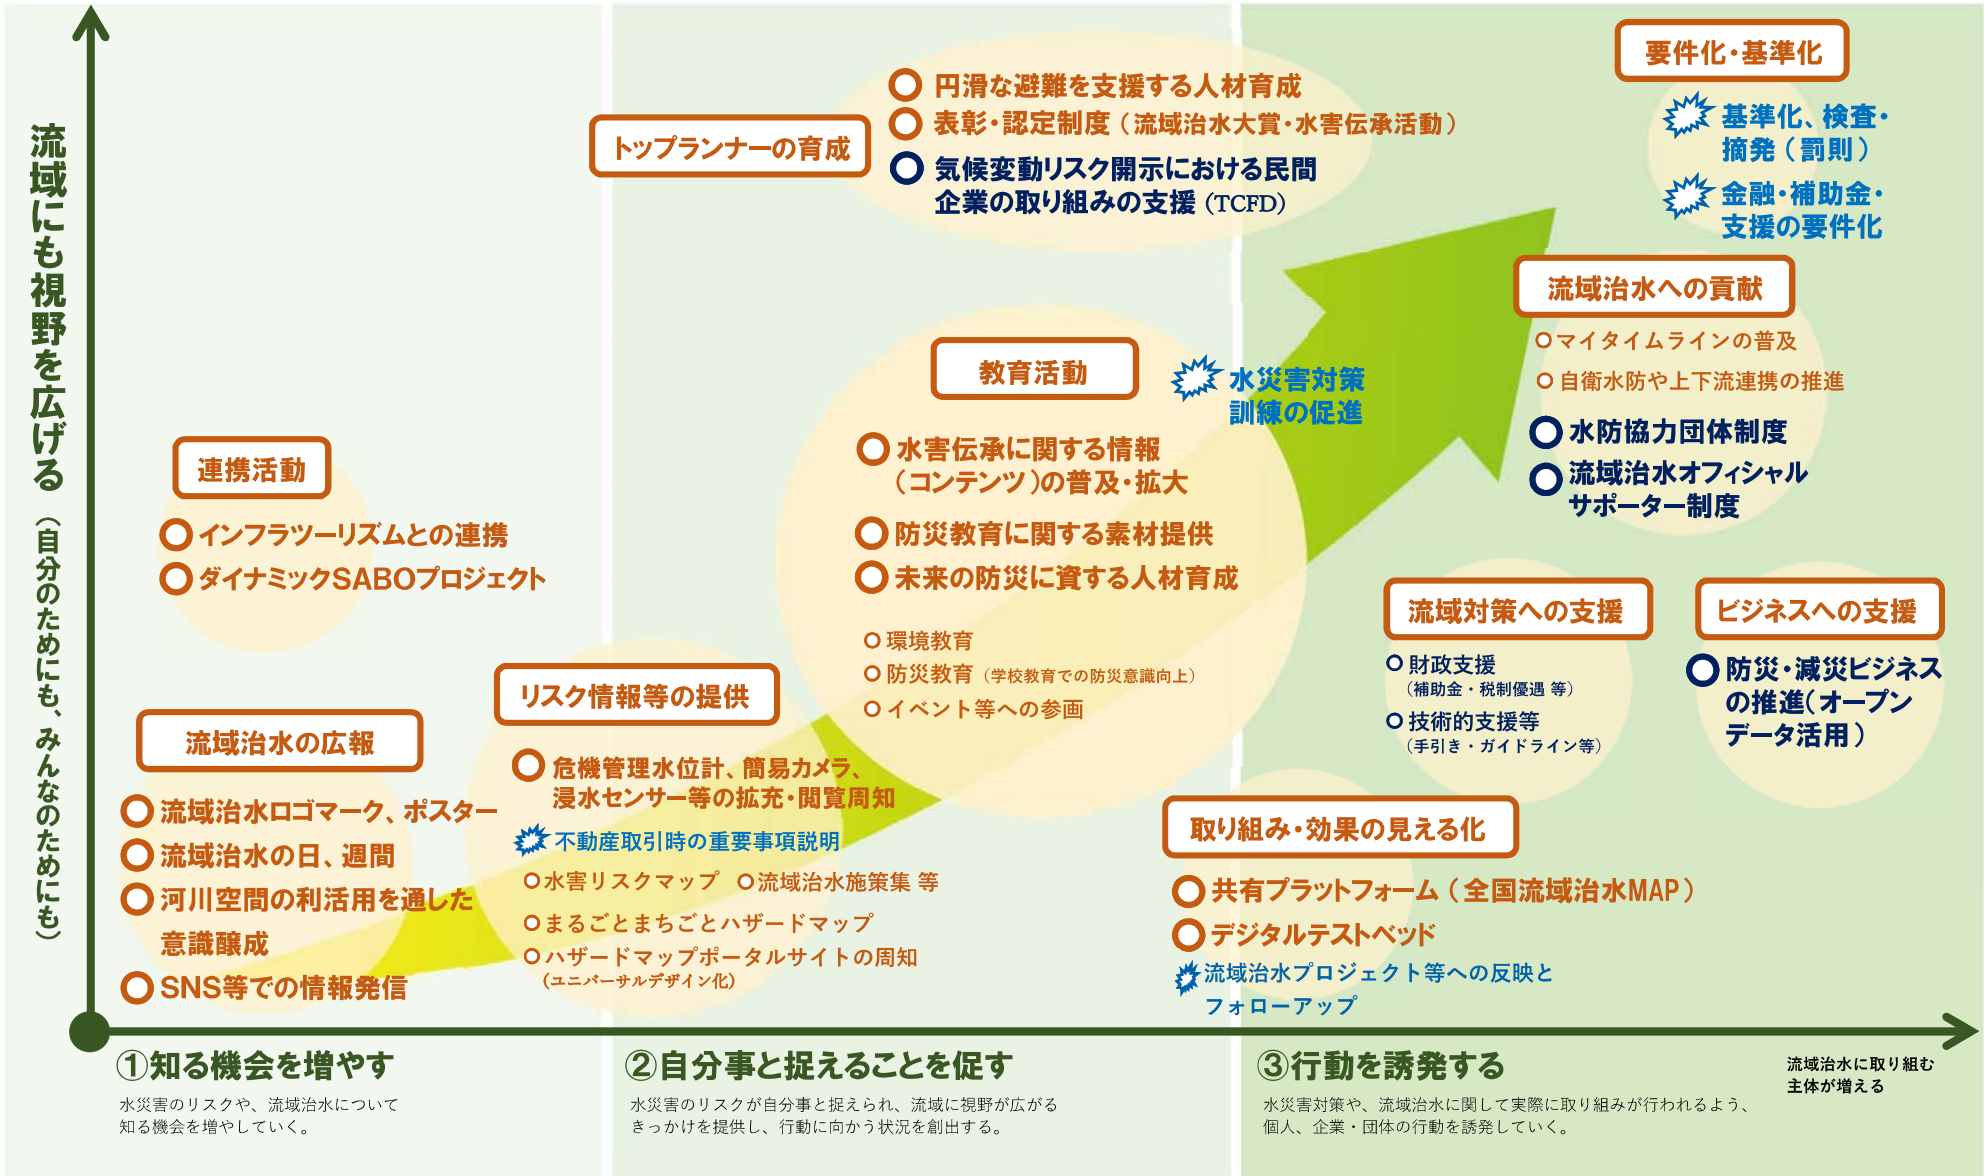 流域にも視野を広げる
（自分のためにも、みんなのためにも）
連携活動
インフラツーリズムとの連携
ダイナミックSABOプロジェクト
流域治水の広報
流域治水ロゴマーク、ポスター
流域治水の日、週間
河川空間の利活用を通した
意識醸成
SNS等での情報発信
リスク情報等の提供
危機管理水位計、簡易カメラ、
浸水センサー等の拡充・閲覧周知
不動産取引時の重要事項説明
水害リスクマップ
流域治水施策集 等
まるごとまちごとハザードマップ
ハザードマップポータルサイトの周知
（ユニバーサルデザイン化）
トップランナーの育成
円滑な避難を支援する人材育成
表彰・認定制度（流域治水大賞・水害伝承活動）
気候変動リスク開示における民間
企業の取り組みの支援（TCFD）
教育活動
水害伝承に関する情報
（コンテンツ）の普及・拡大
防災教育に関する素材提供
未来の防災に資する人材育成
環境教育
防災教育（学校教育での防災意識向上）
イベント等への参画
水災害対策
訓練の促進
要件化・基準化
基準化、検査・
摘発（罰則）
金融・補助金・
支援の要件化
流域治水への貢献
マイタイムラインの普及
自衛水防や上下流連携の推進
水防協力団体制度
流域治水オフィシャル
サポーター制度
流域対策への支援
財政支援
（補助金・税制優遇 等）
技術的支援等
（手引き・ガイドライン等）
ビジネスへの支援
防災・減災ビジネス
の推進（オープン
データ活用）
取り組み・効果の見える化
共有プラットフォーム（全国流域治水MAP）
デジタルテストベッド
流域治水プロジェクト等への反映と
フォローアップ
①知る機会を増やす
水災害のリスクや、流域治水について
知る機会を増やしていく。
②自分事と捉えることを促す
水災害のリスクが自分事と捉えられ、流域に視野が広がる
きっかけを提供し、行動に向かう状況を創出する。
③行動を誘発する
水災害対策や、流域治水に関して実際に取り組みが行われるよう、
個人、企業・団体の行動を誘発していく。
流域治水に取り組む
主体が増える